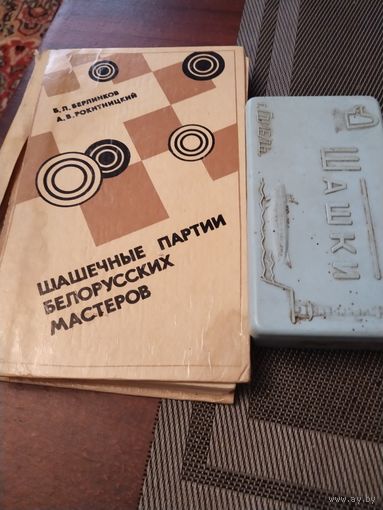 Б.Л. ВЕРЛИНКОВ
А.В. РОКИТНИЦКИЙ
ШАШЕЧНЫЕ ПАРТИИ
БЕЛОРУССКИХ
МАСТЕРОВ
ШАШКИ
www.ay.by